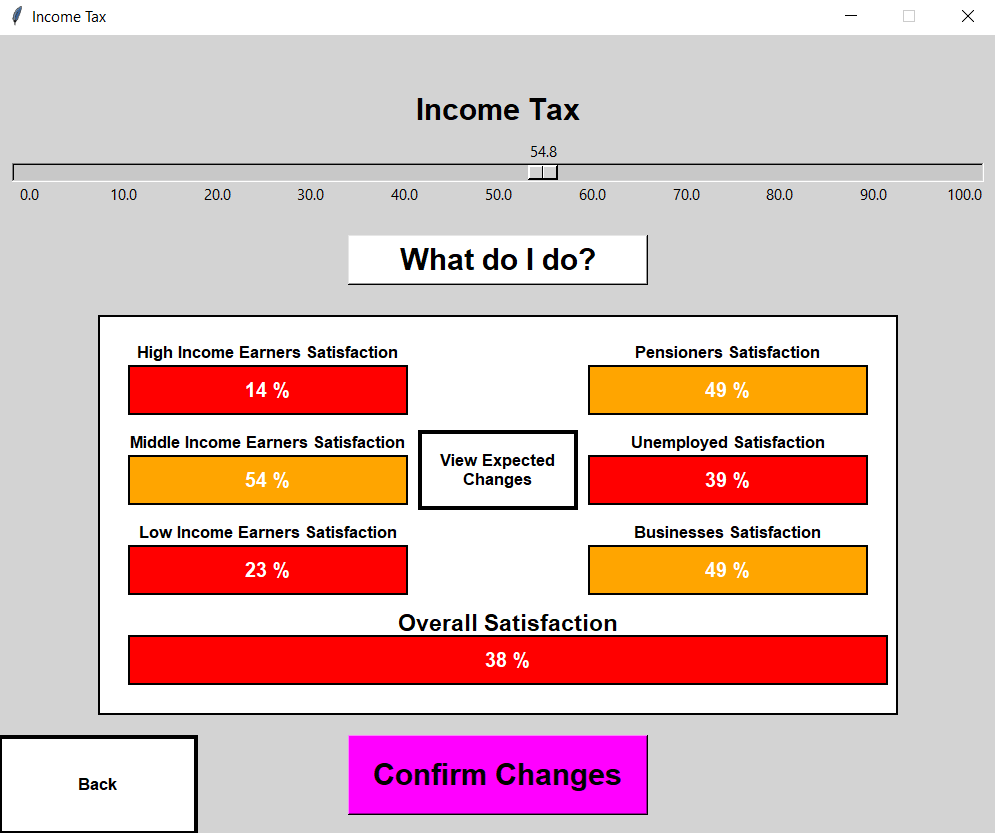 Income Tax
Income Tax
54.8
0.0 10.0 20.0 30.0 40.0 50.0 60.0 70.0 80.0 90.0 100.0
What do I do?
High Income Earners Satisfaction
14 %
Middle Income Earners Satisfaction
54 %
Low Income Earners Satisfaction
23 %
View Expected
Changes
Pensioners Satisfaction
49 %
Unemployed Satisfaction
39 %
Businesses Satisfaction
49 %
Overall Satisfaction
38 %
Back
Confirm Changes